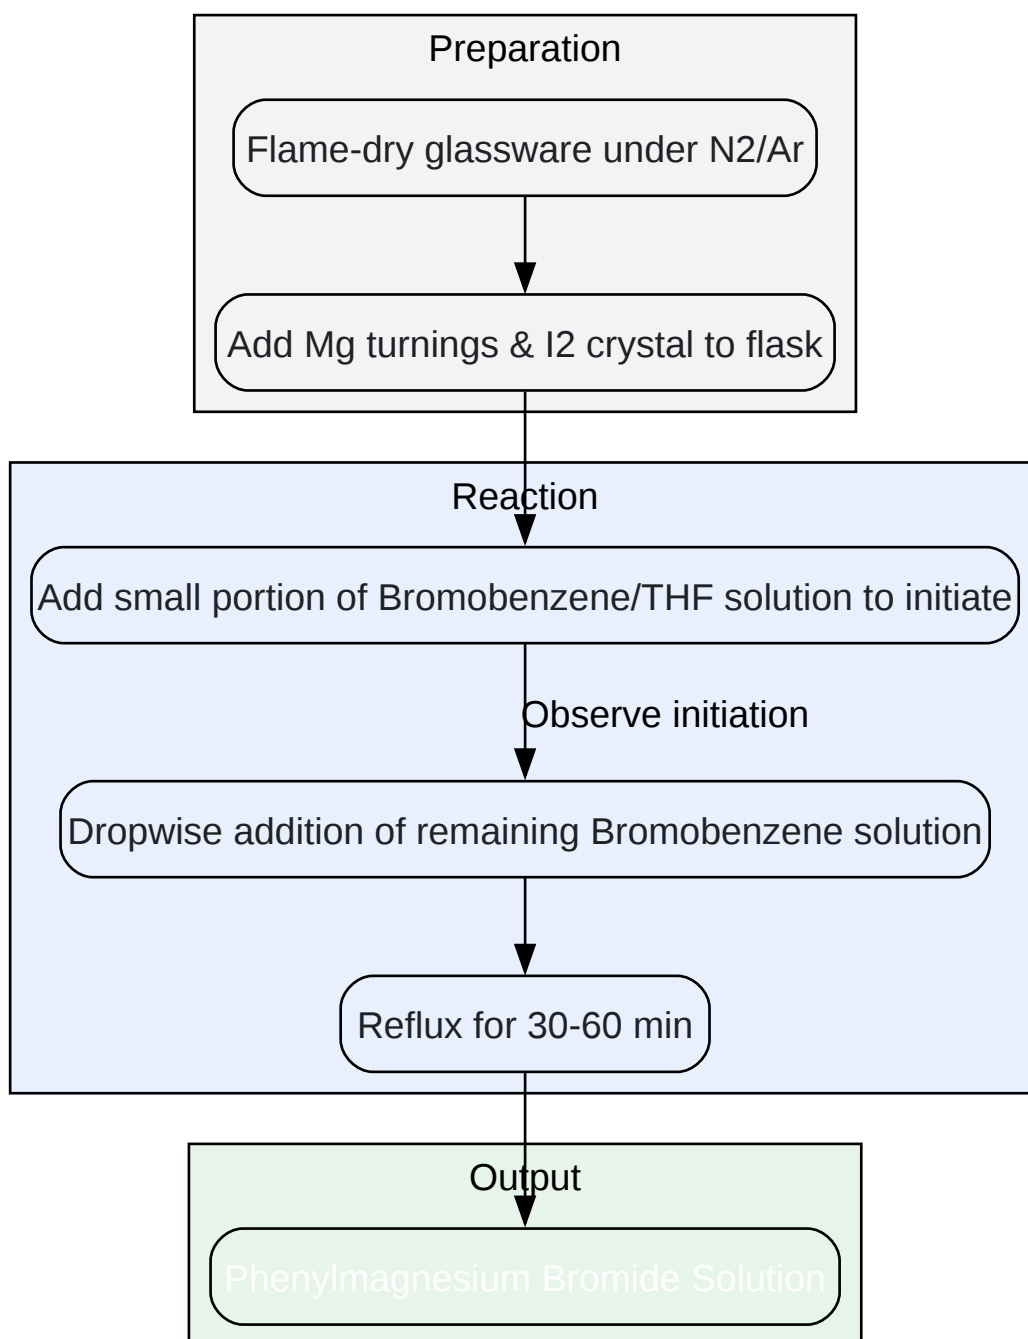 Preparation
Flame-dry glassware under N2/Ar
Add Mg turnings & I2 crystal to flask
Reaction
Add small portion of Bromobenzene/THF solution to initiate
Observe initiation
Dropwise addition of remaining Bromobenzene solution
Reflux for 30-60 min
Output
Phenylmagnesium Bromide Solution